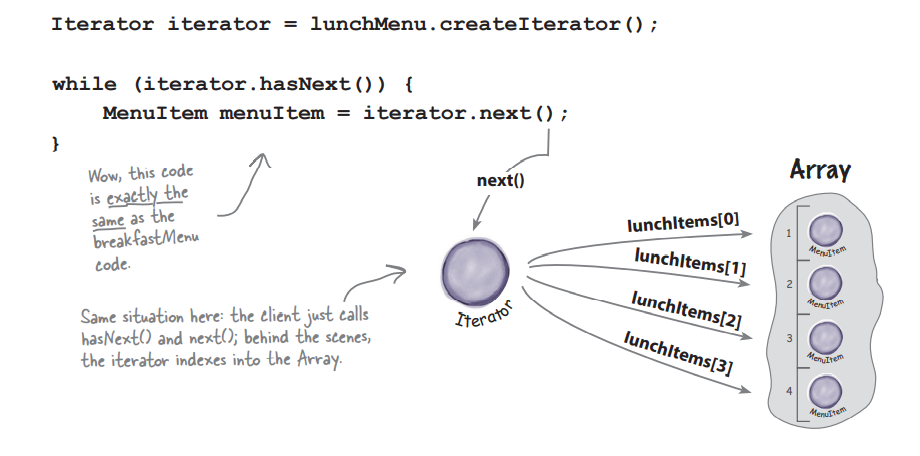 Iterator iterator = lunchMenu.createIterator();
while (iterator.hasNext()) {
MenuItem menuItem = iterator.next();
}
Wow, this code
is exactly the
same as the
breakfastMenu
code.
next()
Array
lunchItems[0]
lunchItems[1]
lunchItems[2]
lunchItems[3]
Iterator
1
MenuItem
2
MenuItem
3
MenuItem
4
MenuItem
Same situation here: the client just calls
hasNext() and next(); behind the scenes,
the iterator indexes into the Array.